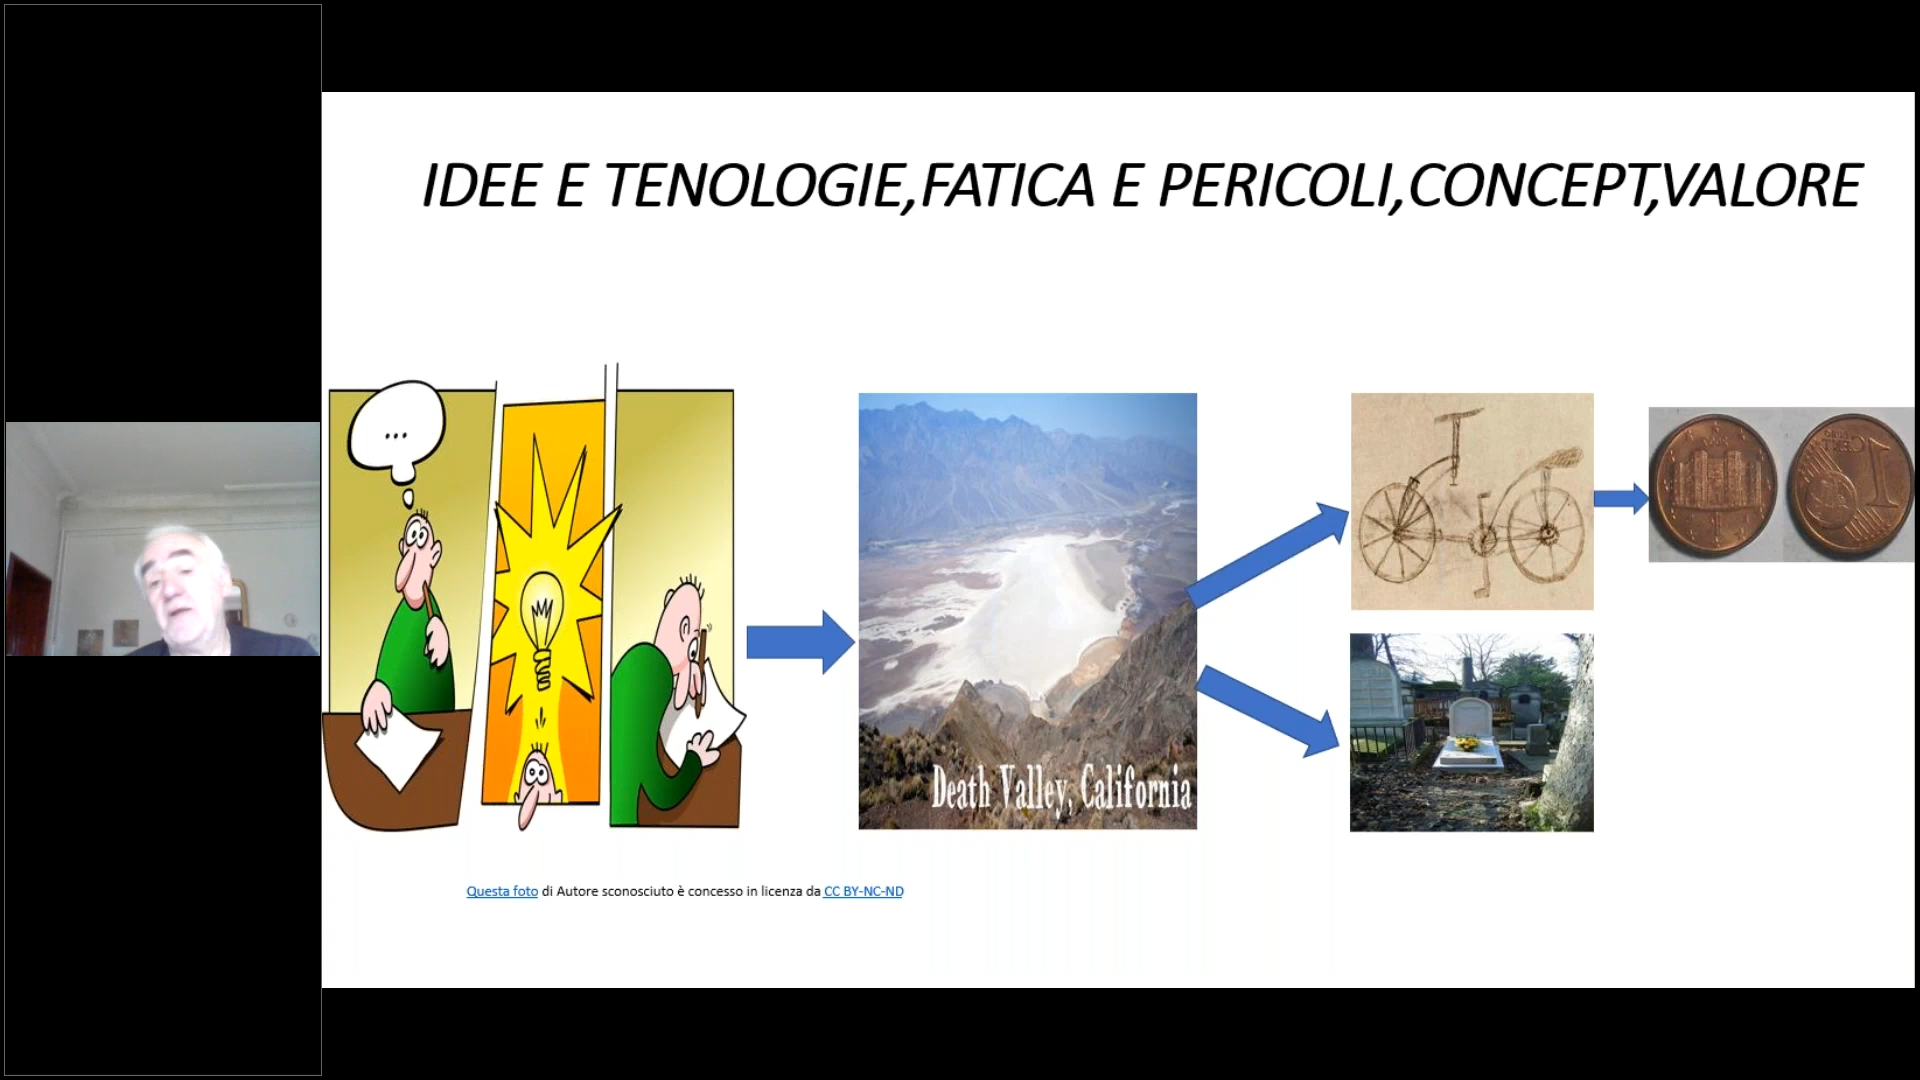 IDEE E TENOLOGIE,FATICA E PERICOLI,CONCEPT,VALORE
...
Death Valley, California
1
Questa foto di Autore sconosciuto è concesso in licenza da CC BY-NC-ND